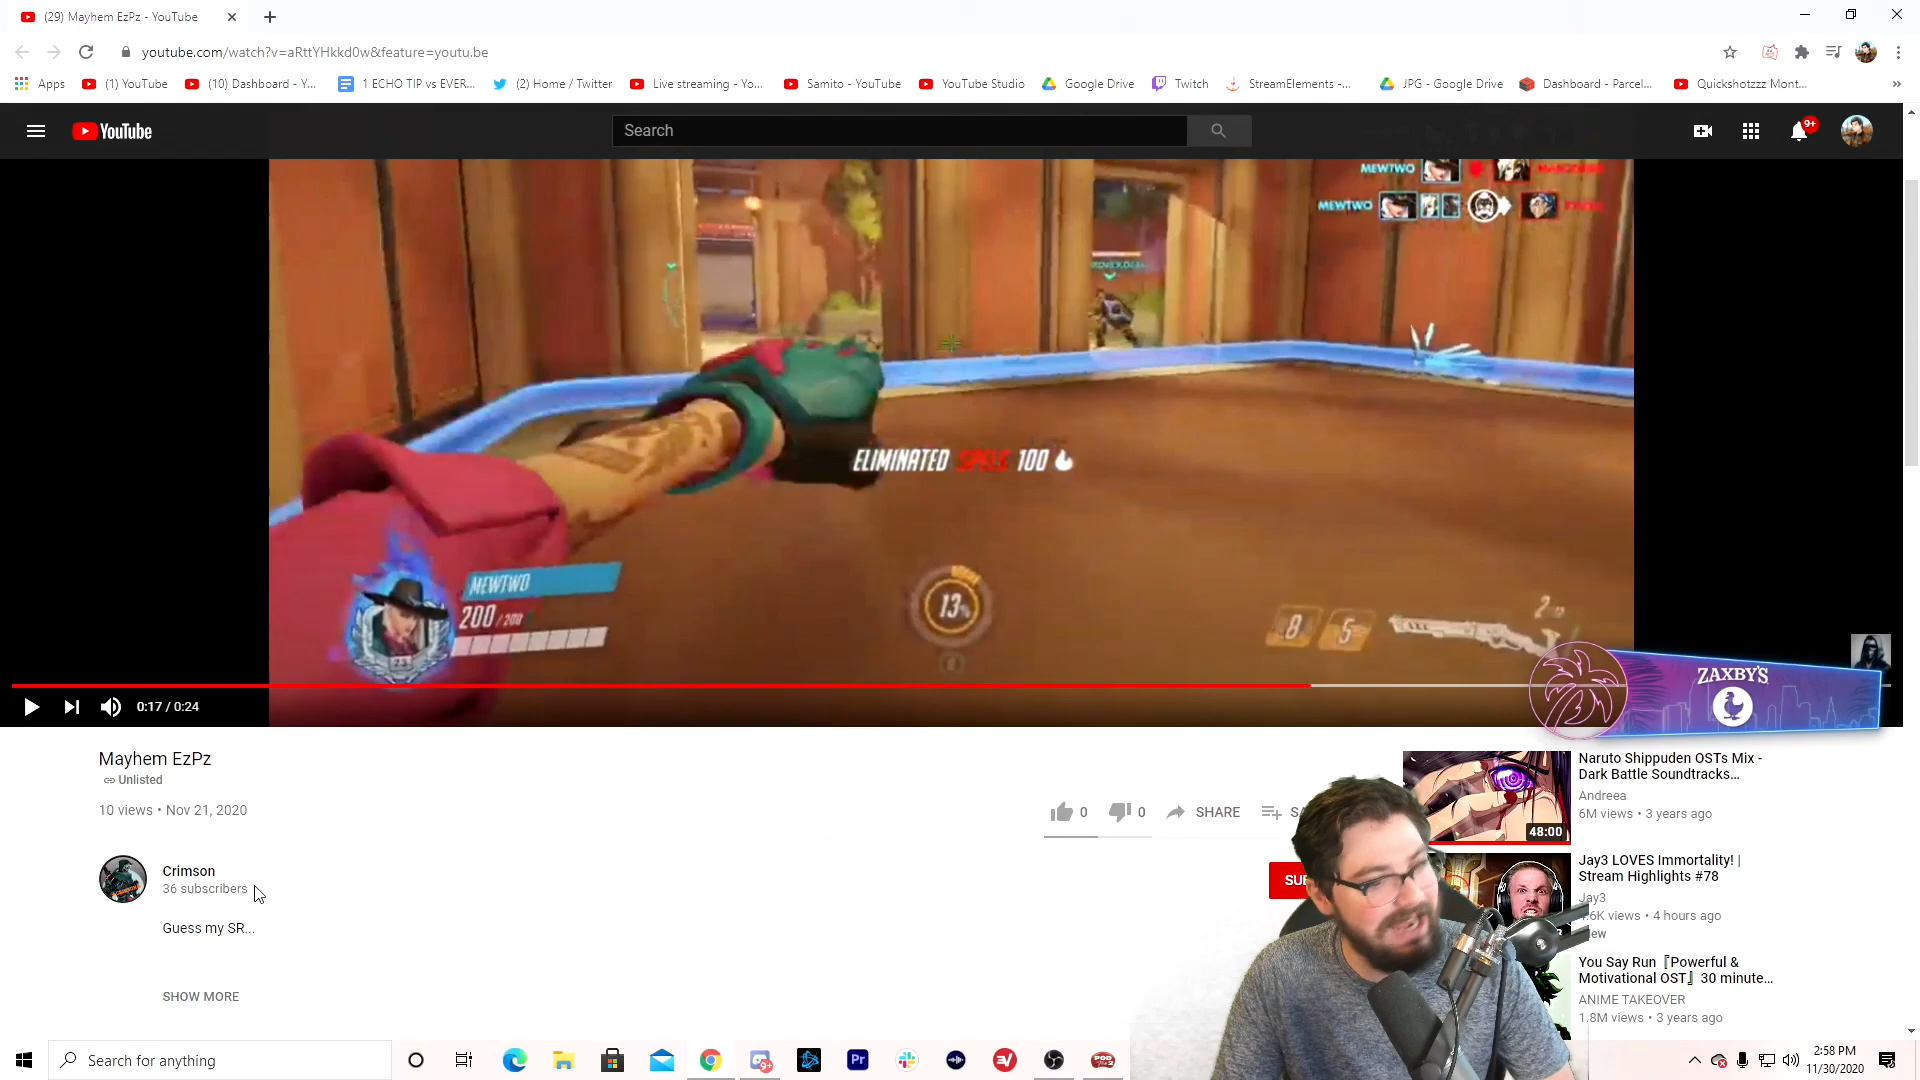 (29) Mayhem EzPz - YouTube
youtube.com/watch?v=aRttYHkkd0w&feature=youtu.be
Apps (1) YouTube (10) Dashboard - Y... 1 ECHO TIP vs EVER... (2) Home / Twitter Live streaming - Yo... Samito - YouTube YouTube Studio Google Drive Twitch StreamElements -... JPG - Google Drive Dashboard - Parcel... Quickshotzzz Mont... »
YouTube
Search
9+
MEWTWO
MEWTWO
ELIMINATED SPELE 100
MEWTWO
200 / 200
13%
8 5
2
ZAXBY'S
0:17 / 0:24
Mayhem EzPz
Unlisted
10 views • Nov 21, 2020
0 0 SHARE
Crimson
36 subscribers
Guess my SR...
SHOW MORE
Naruto Shippuden OSTs Mix -
Dark Battle Soundtracks...
Andreea
6M views • 3 years ago
48:00
Jay3 LOVES Immortality! |
Stream Highlights #78
Jay3
views • 4 hours ago
You Say Run『Powerful &
Motivational OST』30 minute...
ANIME TAKEOVER
1.8M views • 3 years ago
Search for anything
9+
Pr
2:58 PM
11/30/2020